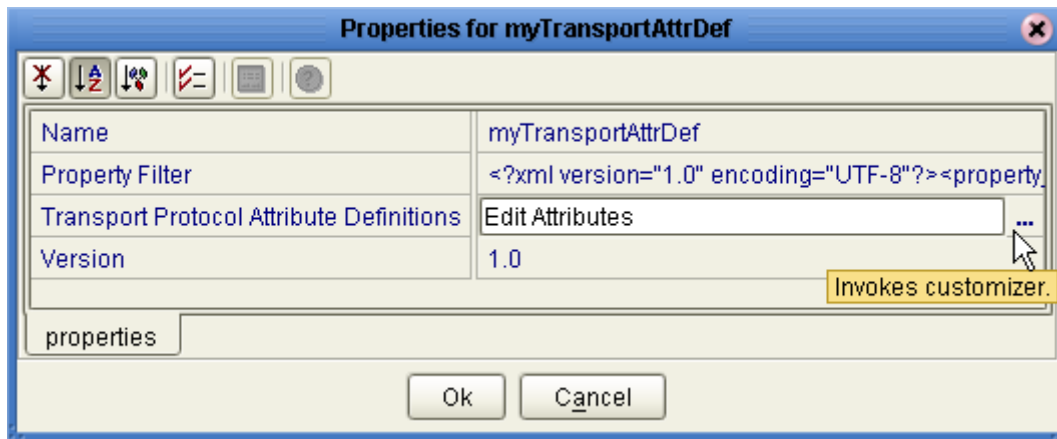 Properties for myTransportAttrDef
Name myTransportAttrDef
Property Filter <?xml version="1.0" encoding="UTF-8"?><property_
Transport Protocol Attribute Definitions Edit Attributes ...
Version 1.0
Invokes customizer.
properties
Ok Cancel